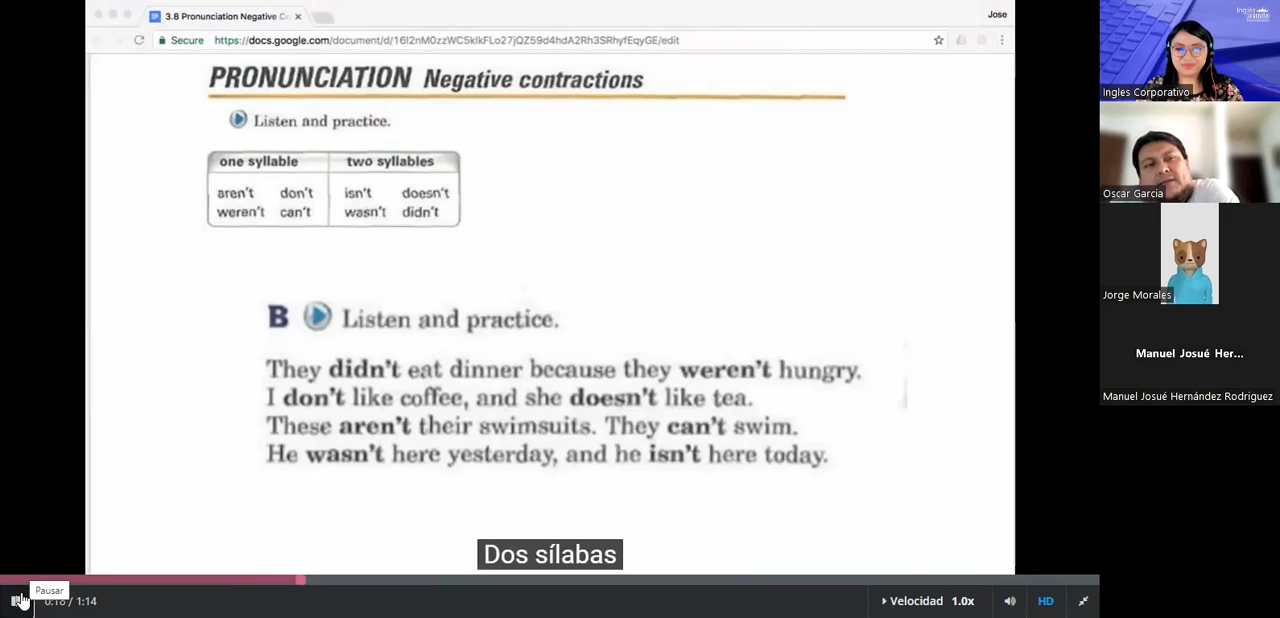 3.8 Pronunciation Negative Co
Jose
Secure https://docs.google.com/document/d/16I2nM0zzWC5kIkFLo27jQZ59d4hdA2Rh3SRhyfEqyGE/edit
PRONUNCIATION Negative contractions
Listen and practice.
one syllable two syllables
aren't don't isn't doesn't
weren't can't wasn't didn't
B Listen and practice.
They didn't eat dinner because they weren't hungry.
I don't like coffee, and she doesn't like tea.
These aren't their swimsuits. They can't swim.
He wasn't here yesterday, and he isn't here today.
Dos sílabas
Pausar
0:18 / 1:14
Velocidad 1.0x
HD
Ingles Corporativo
Oscar Garcia
Jorge Morales
Manuel Josué Her...
Manuel Josué Hernández Rodriguez